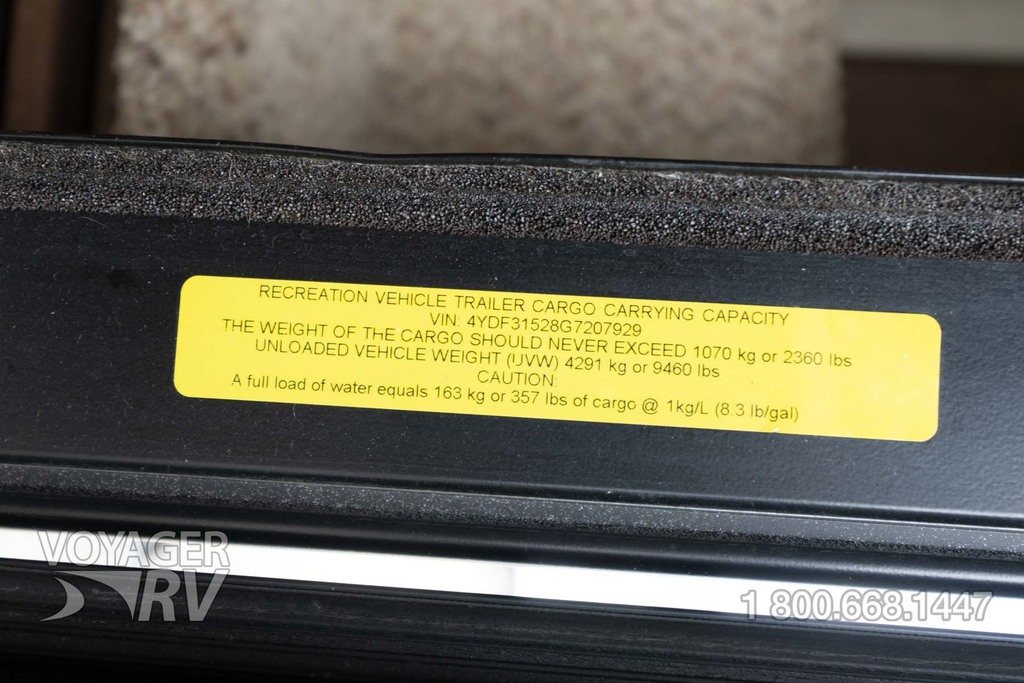 RECREATION VEHICLE TRAILER CARGO CARRYING CAPACITY
VIN: 4YDF31528G7207929
THE WEIGHT OF THE CARGO SHOULD NEVER EXCEED 1070 kg or 2360 lbs
UNLOADED VEHICLE WEIGHT (UVW) 4291 kg or 9460 lbs
CAUTION:
A full load of water equals 163 kg or 357 lbs of cargo @ 1kg/L (8.3 lb/gal)
VOYAGER
RV
1 800.668.1447